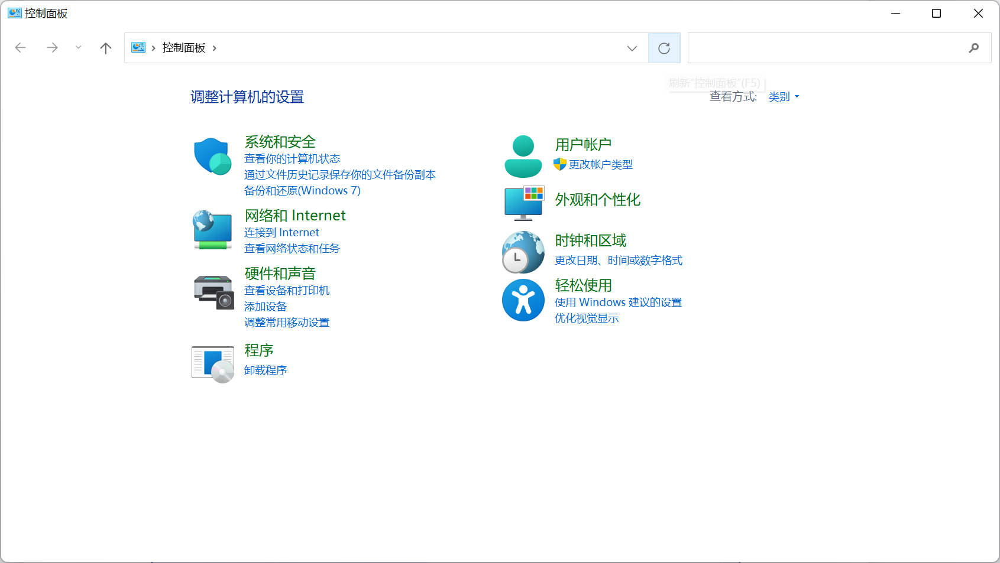 控制面板
控制面板
刷新"控制面板"(F5)
调整计算机的设置
查看方式: 类别
系统和安全
查看你的计算机状态
通过文件历史记录保存你的文件备份副本
备份和还原(Windows 7)
网络和 Internet
连接到 Internet
查看网络状态和任务
硬件和声音
查看设备和打印机
添加设备
调整常用移动设置
程序
卸载程序
用户帐户
更改帐户类型
外观和个性化
时钟和区域
更改日期、时间或数字格式
轻松使用
使用 Windows 建议的设置
优化视觉显示